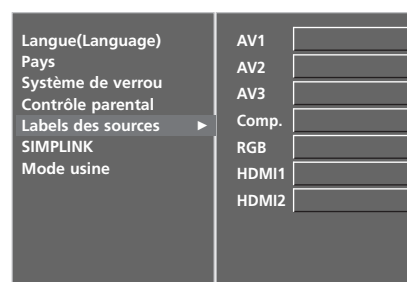 Langue(Language)
Pays
Système de verrou
Contrôle parental
Labels des sources ►
SIMPLINK
Mode usine
AV1
AV2
AV3
Comp.
RGB
HDMI1
HDMI2